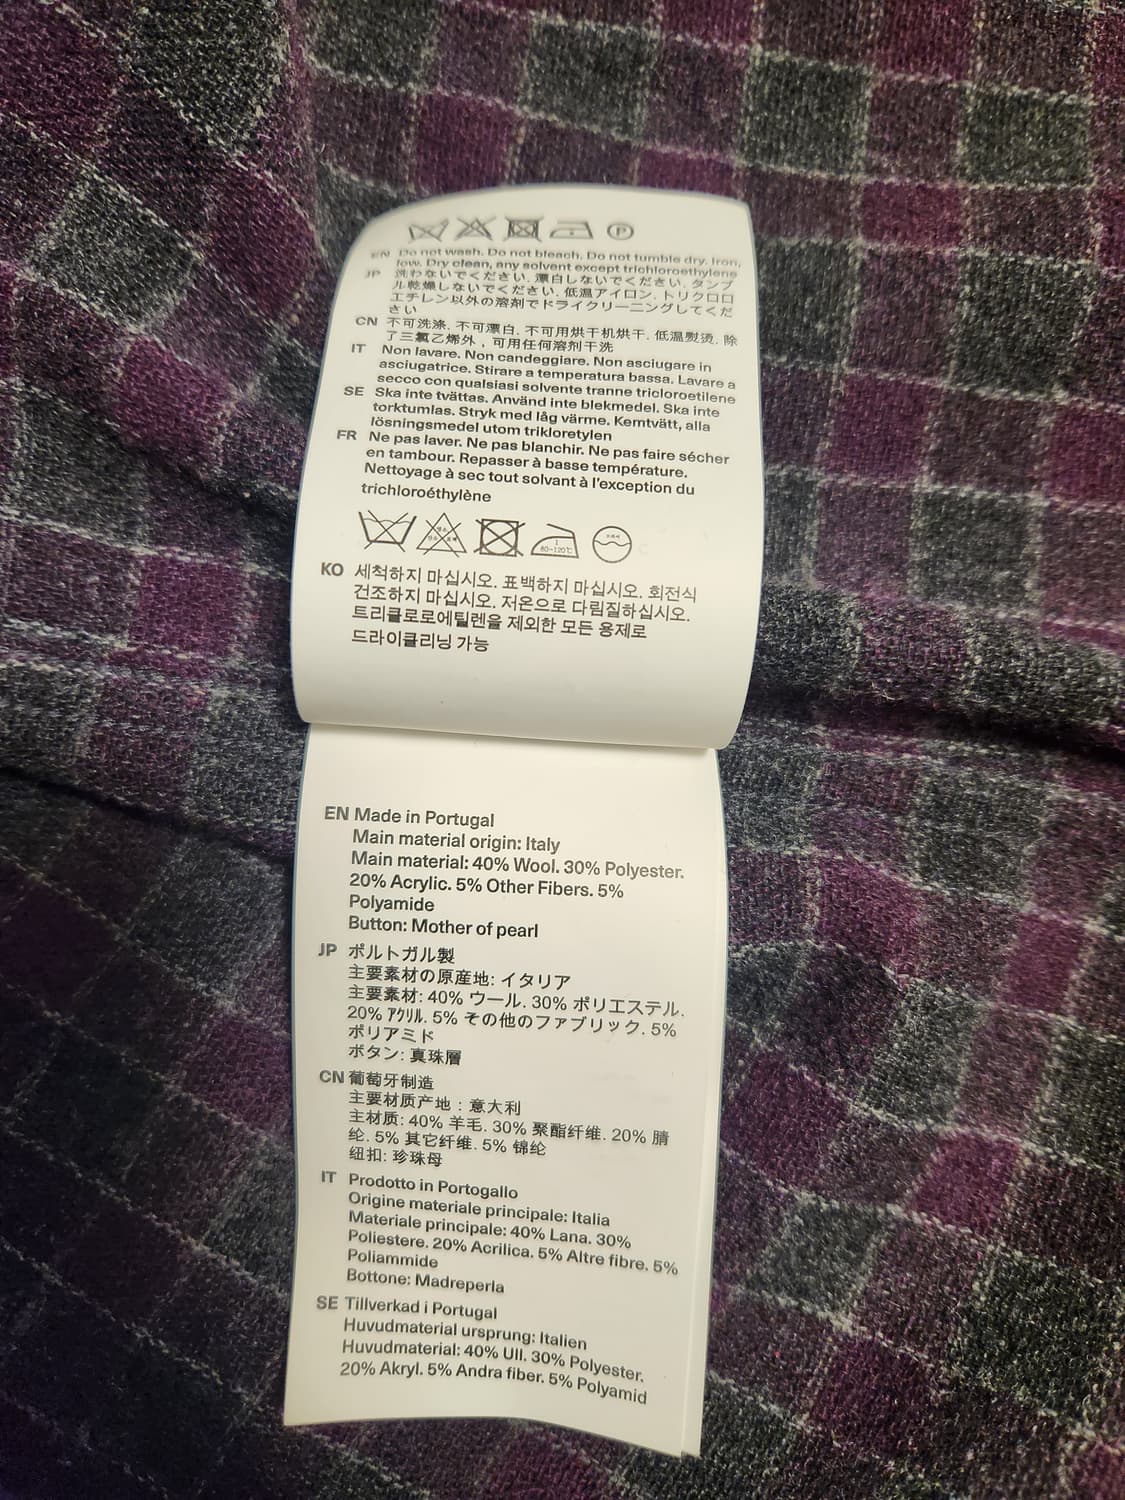 P
EN Do not wash. Do not bleach. Do not tumble dry. Iron,
low. Dry clean, any solvent except trichloroethylene
JP 洗わないでください. 漂白しないでください. タンブ
ル乾燥しないでください. 低温アイロン. トリクロロ
エチレン以外の溶剤でドライクリーニングしてくだ
さい
CN 不可洗涤. 不可漂白. 不可用烘干机烘干. 低温熨烫. 除
了三氯乙烯外，可用任何溶剂干洗
IT Non lavare. Non candeggiare. Non asciugare in
asciugatrice. Stirare a temperatura bassa. Lavare a
secco con qualsiasi solvente tranne tricloroetilene
SE Ska inte tvättas. Använd inte blekmedel. Ska inte
torktumlas. Stryk med låg värme. Kemtvätt, alla
lösningsmedel utom trikloretylen
FR Ne pas laver. Ne pas blanchir. Ne pas faire sécher
en tambour. Repasser à basse température.
Nettoyage à sec tout solvant à l'exception du
trichloroéthylène
80~120℃
KO 세척하지 마십시오. 표백하지 마십시오. 회전식
건조하지 마십시오. 저온으로 다림질하십시오.
트리클로로에틸렌을 제외한 모든 용제로
드라이클리닝 가능
EN Made in Portugal
Main material origin: Italy
Main material: 40% Wool. 30% Polyester.
20% Acrylic. 5% Other Fibers. 5%
Polyamide
Button: Mother of pearl
JP ポルトガル製
主要素材の原産地: イタリア
主要素材: 40% ウール. 30% ポリエステル.
20% ｱｸﾘﾙ. 5% その他のファブリック. 5%
ポリアミド
ボタン: 真珠層
CN 葡萄牙制造
主要材质产地：意大利
主材质: 40% 羊毛. 30% 聚酯纤维. 20% 腈
纶. 5% 其它纤维. 5% 锦纶
纽扣: 珍珠母
IT Prodotto in Portogallo
Origine materiale principale: Italia
Materiale principale: 40% Lana. 30%
Poliestere. 20% Acrilica. 5% Altre fibre. 5%
Poliammide
Bottone: Madreperla
SE Tillverkad i Portugal
Huvudmaterial ursprung: Italien
Huvudmaterial: 40% Ull. 30% Polyester.
20% Akryl. 5% Andra fiber. 5% Polyamid